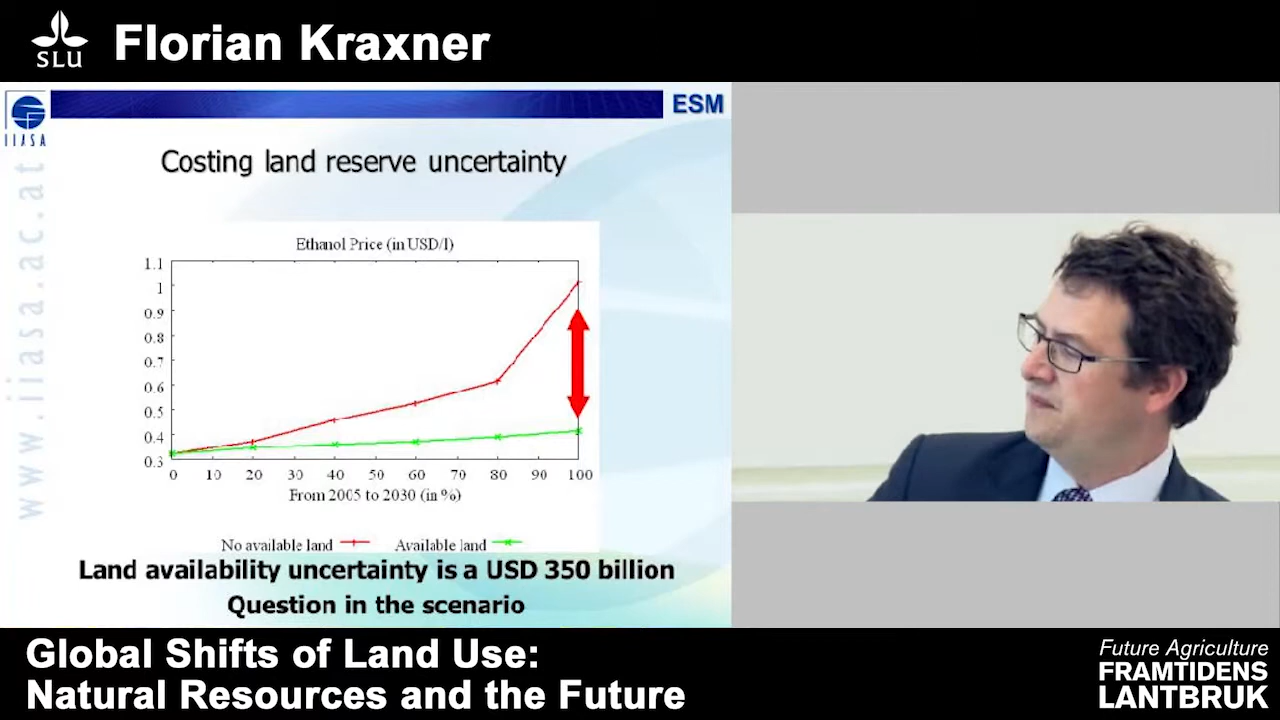 SLU
Florian Kraxner
IIASA
ESM
www.iiasa.ac.at
Costing land reserve uncertainty
Ethanol Price (in USD/l)
1.1
1
0.9
0.8
0.7
0.6
0.5
0.4
0.3
0 10 20 30 40 50 60 70 80 90 100
From 2005 to 2030 (in %)
No available land
Available land
Land availability uncertainty is a USD 350 billion
Question in the scenario
Global Shifts of Land Use:
Natural Resources and the Future
Future Agriculture
FRAMTIDENS
LANTBRUK